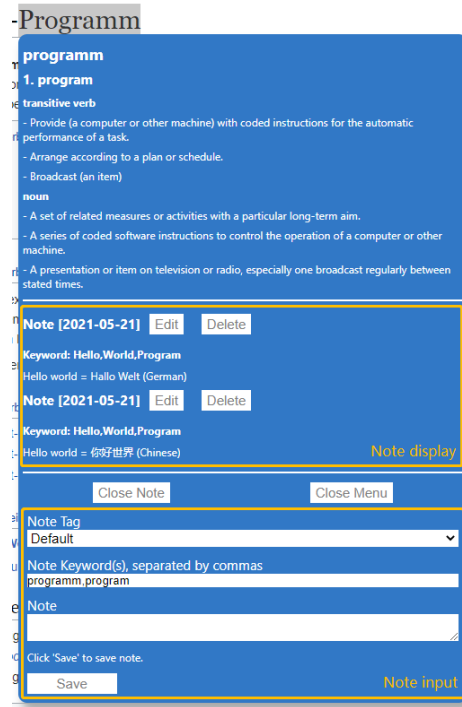 -Programm
programm
1. program
transitive verb
- Provide (a computer or other machine) with coded instructions for the automatic
performance of a task.
- Arrange according to a plan or schedule.
- Broadcast (an item)
noun
- A set of related measures or activities with a particular long-term aim.
- A series of coded software instructions to control the operation of a computer or other
machine.
- A presentation or item on television or radio, especially one broadcast regularly between
stated times.
Note [2021-05-21] Edit Delete
Keyword: Hello,World,Program
Hello world = Hallo Welt (German)
Note [2021-05-21] Edit Delete
Keyword: Hello,World,Program
Hello world = 你好世界 (Chinese)
Note display
Close Note Close Menu
Note Tag
Default
Note Keyword(s), separated by commas
programm,program
Note
Click 'Save' to save note.
Save
Note input